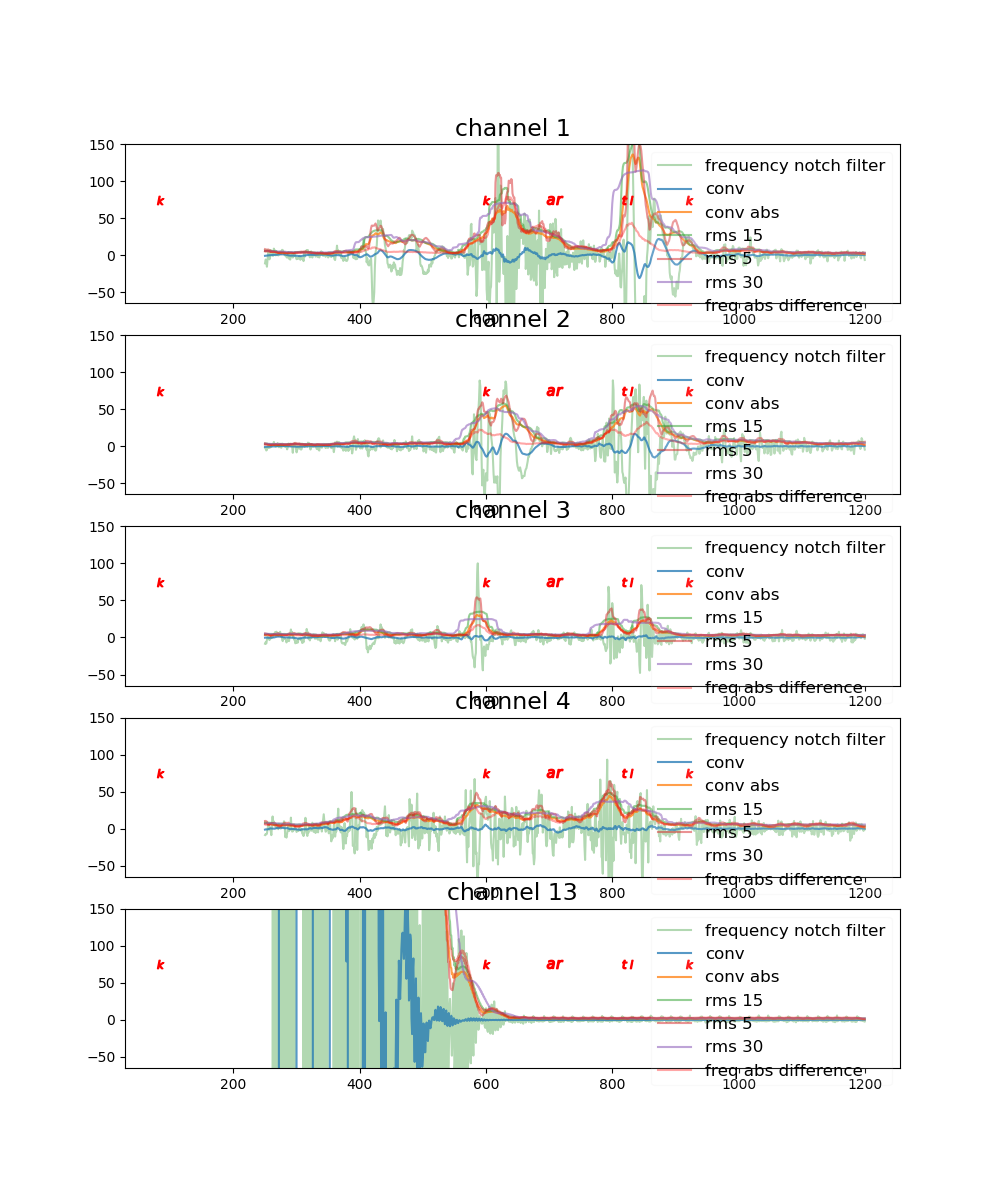 channel 1
150
100
50
0
−50
k k ar t l k
frequency notch filter
conv
conv abs
rms 15
rms 5
rms 30
freq abs difference
200 400 600 800 1000 1200
channel 2
150
100
50
0
−50
k k ar t l k
frequency notch filter
conv
conv abs
rms 15
rms 5
rms 30
freq abs difference
200 400 600 800 1000 1200
channel 3
150
100
50
0
−50
k k ar t l k
frequency notch filter
conv
conv abs
rms 15
rms 5
rms 30
freq abs difference
200 400 600 800 1000 1200
channel 4
150
100
50
0
−50
k k ar t l k
frequency notch filter
conv
conv abs
rms 15
rms 5
rms 30
freq abs difference
200 400 600 800 1000 1200
channel 13
150
100
50
0
−50
k k ar t l k
frequency notch filter
conv
conv abs
rms 15
rms 5
rms 30
freq abs difference
200 400 600 800 1000 1200